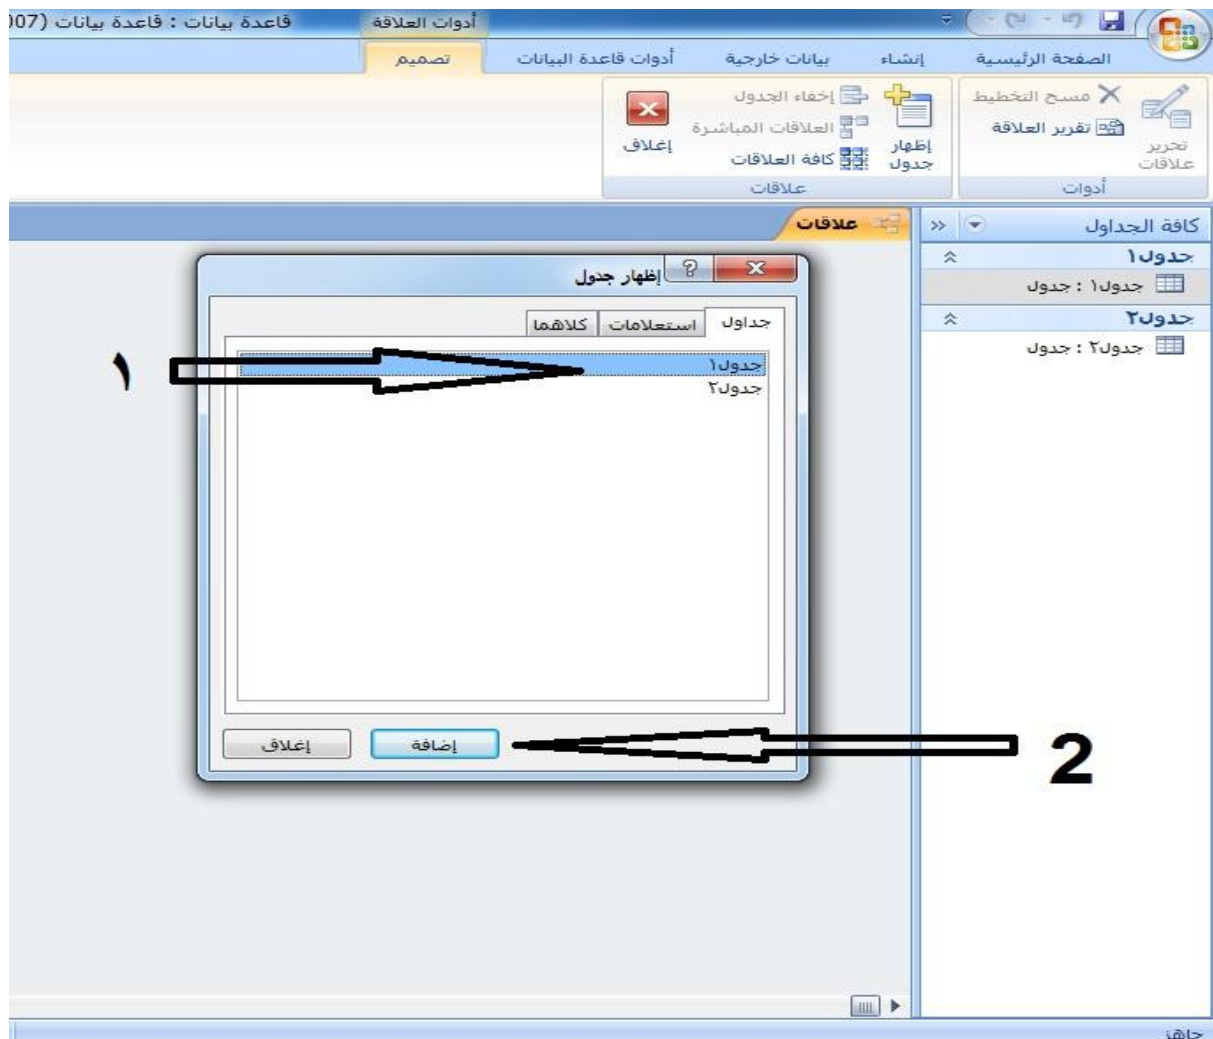 أدوات العلاقة
قاعدة بيانات : قاعدة بيانات (007
الصفحة الرئيسية
إنشاء
بيانات خارجية
أدوات قاعدة البيانات
تصميم
تحرير
علاقات
مسح التخطيط
تقرير العلاقة
أدوات
إظهار
جدول
إخفاء الجدول
العلاقات المباشرة
كافة العلاقات
إغلاق
علاقات
كافة الجداول
جدول١
جدول١ : جدول
جدول٢
جدول٢ : جدول
علاقات
إظهار جدول
جداول
استعلامات
كلاهما
جدول١
جدول٢
١
إضافة
إغلاق
2
جاهز